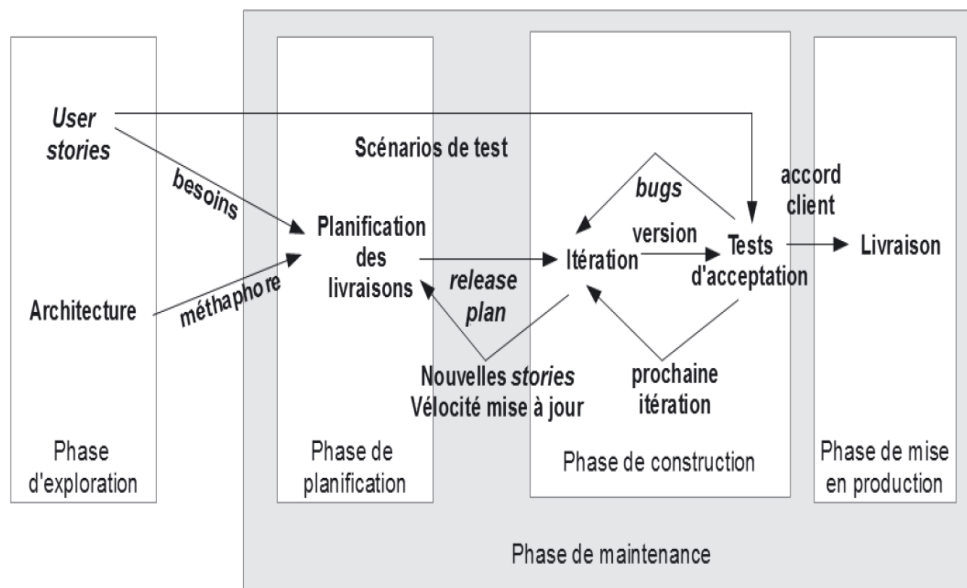 User
stories
besoins
Architecture
méthaphore
Phase
d'exploration
Scénarios de test
Planification
des
livraisons
release
plan
Nouvelles stories
Vélocité mise à jour
Phase de
planification
bugs
Itération
version
Tests
d'acceptation
prochaine
itération
Phase de construction
accord
client
Livraison
Phase de mise
en production
Phase de maintenance